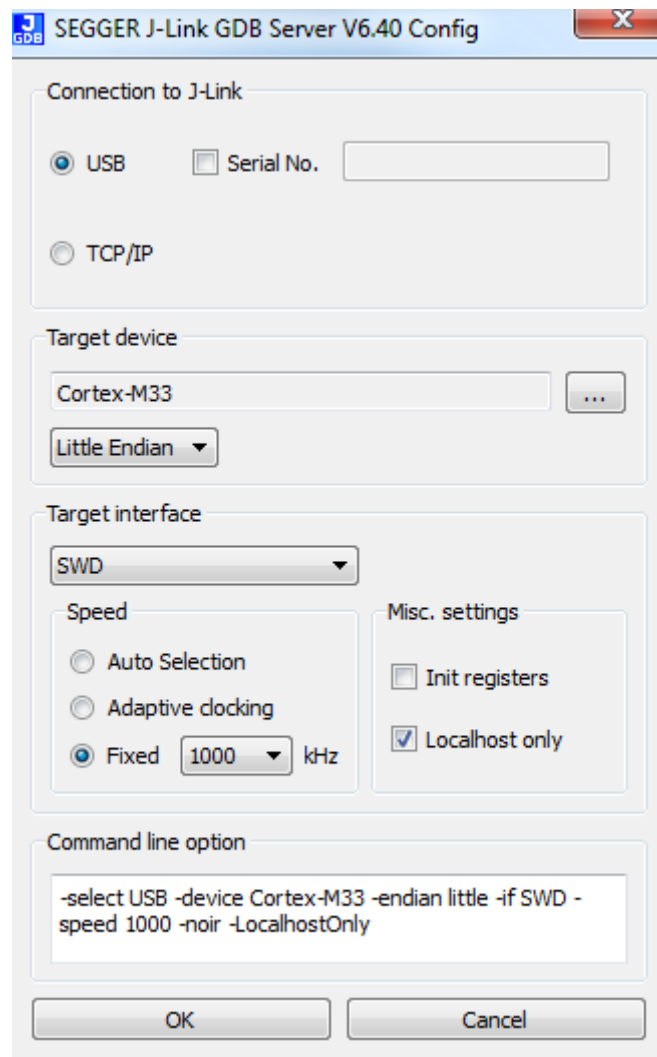 J
GDB
SEGGER J-Link GDB Server V6.40 Config
x
Connection to J-Link
USB Serial No.
TCP/IP
Target device
Cortex-M33 ...
Little Endian
Target interface
SWD
Speed
Misc. settings
Auto Selection
Init registers
Adaptive clocking
Localhost only
Fixed 1000 kHz
Command line option
-select USB -device Cortex-M33 -endian little -if SWD -
speed 1000 -noir -LocalhostOnly
OK Cancel